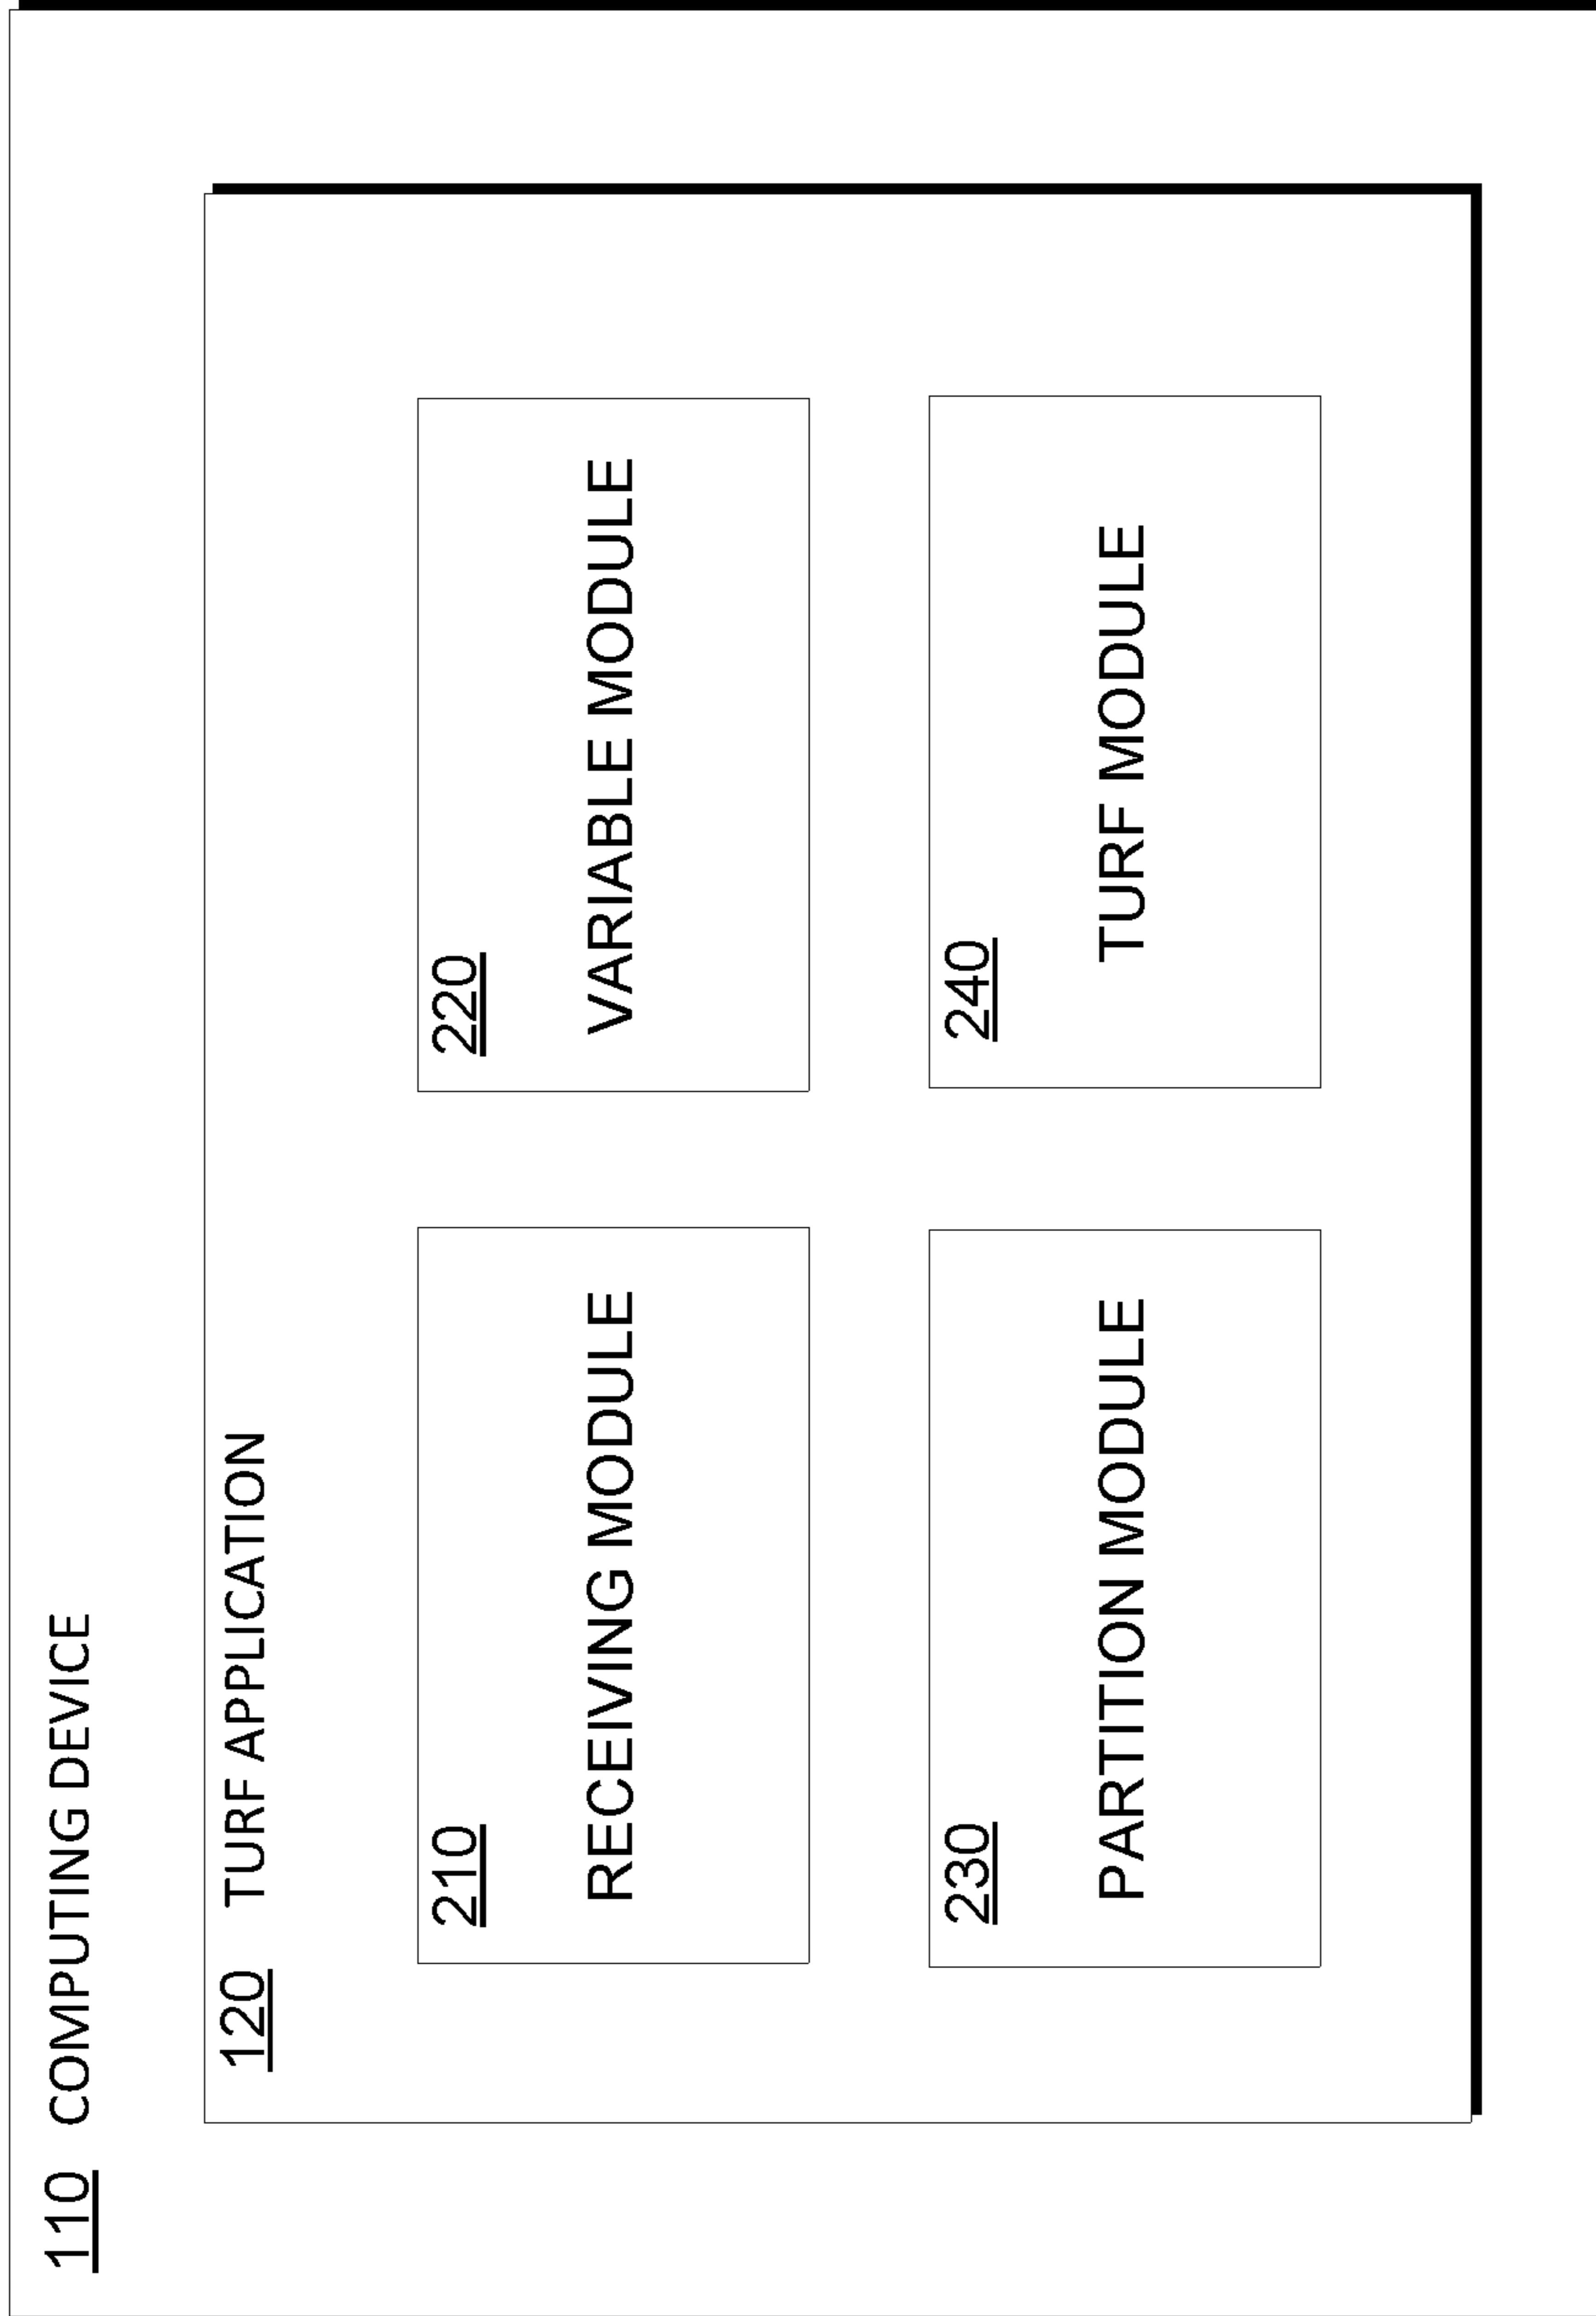 110 COMPUTING DEVICE
120 TURF APPLICATION
210
RECEIVING MODULE
220
VARIABLE MODULE
230
PARTITION MODULE
240
TURF MODULE